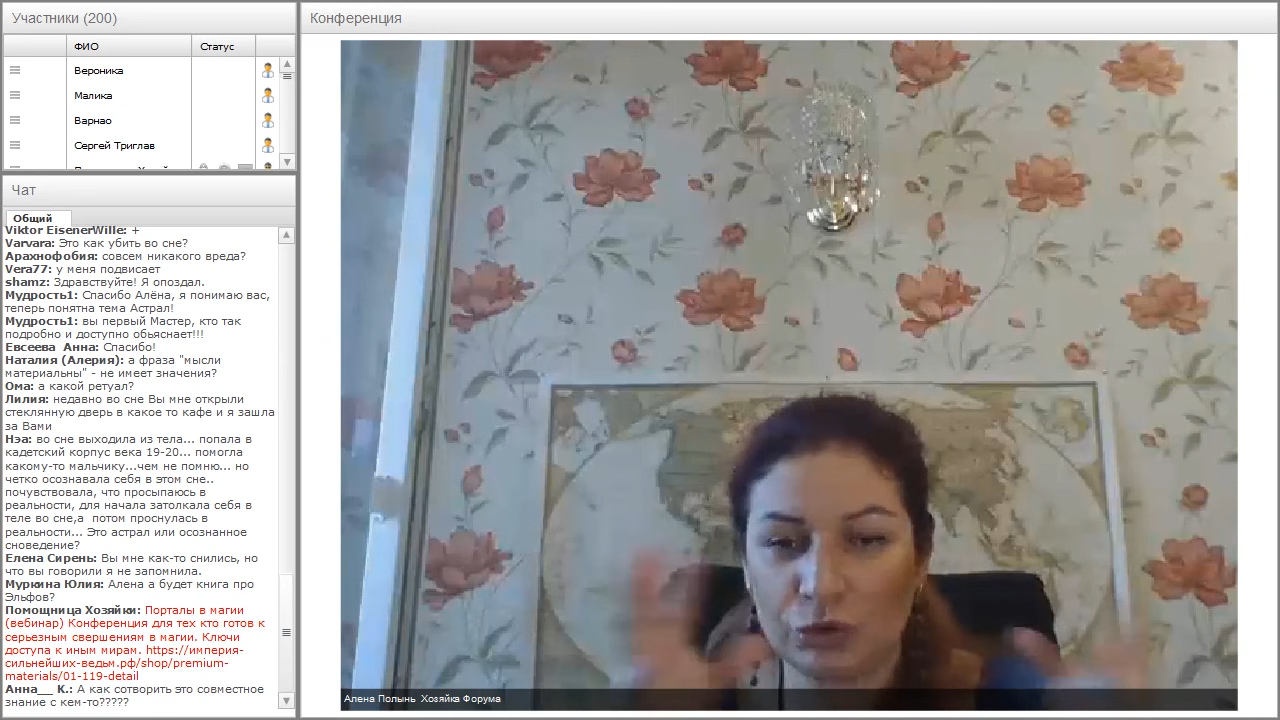 Участники (200)
ФИО
Статус
Вероника
Малика
Варнао
Сергей Триглав
Чат
Общий
Varvara: Это как убить во сне?
Арахнофобия: совсем никакого вреда?
Vera77: у меня подвисает
shamz: Здравствуйте! Я опоздал.
Мудрость1: Спасибо Алёна, я понимаю вас,
теперь понятна тема Астрал!
Мудрость1: вы первый Мастер, кто так
подробно и доступно обьяснает!!!
Евсеева Анна: Спасибо!
Наталия (Алерия): а фраза "мысли
материальны" - не имеет значения?
Ома: а какой ретуал?
Лилия: недавно во сне Вы мне открыли
стеклянную дверь в какое то кафе и я зашла
за Вами
Нэа: во сне выходила из тела... попала в
кадетский корпус века 19-20... помогла
какому-то мальчику...чем не помню... но
четко осознавала себя в этом сне..
почувствовала, что просыпаюсь в
реальности, для начала затолкала себя в
теле во сне,а потом проснулась в
реальности... Это астрал или осознанное
сноведение?
Елена Сирень: Вы мне как-то снились, но
что вы говорили я не запомнила.
Муркина Юлия: Алена а будет книга про
Эльфов?
Помощница Хозяйки: Порталы в магии
(вебинар) Конференция для тех кто готов к
серьезным свершениям в магии. Ключи
доступа к иным мирам. https://империя-
сильнейших-акций.рф/shop/premium-
Анна__ К.: А как сотворить это совместное
знание с кем-то????
Конференция
Алена Полынь Хозяйка Форума